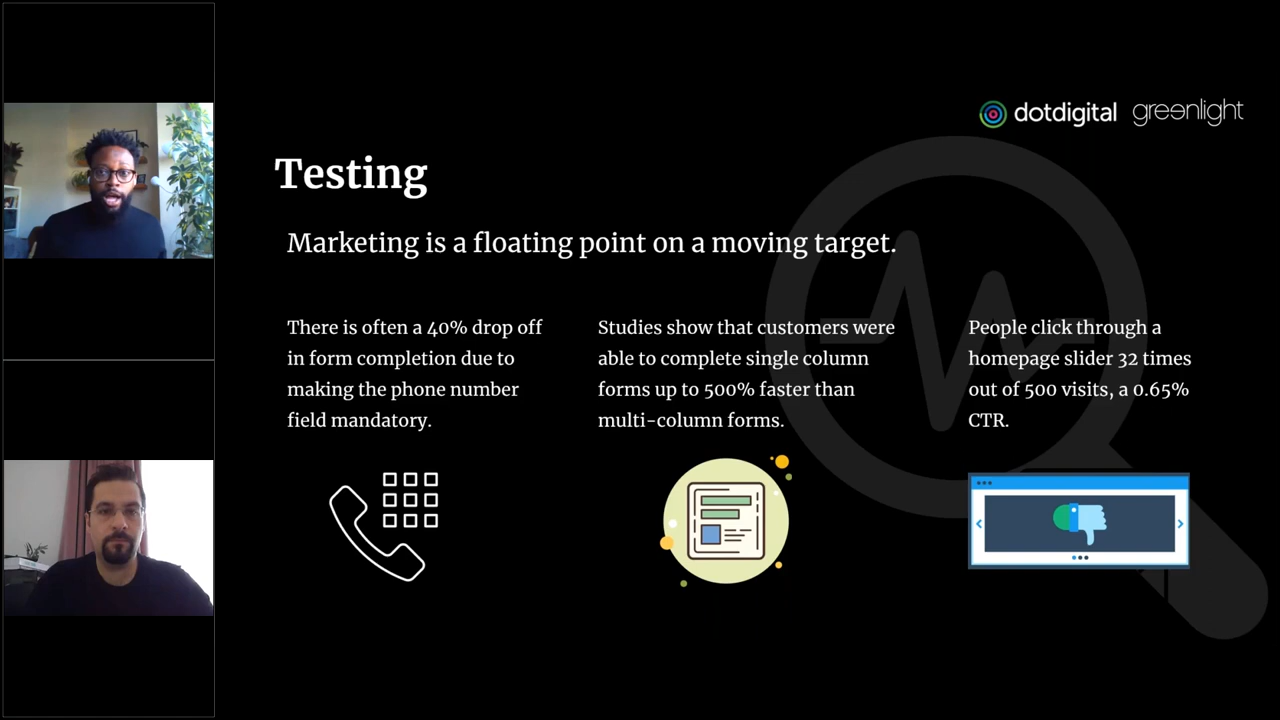 dotdigital greenlight
Testing
Marketing is a floating point on a moving target.
There is often a 40% drop off
in form completion due to
making the phone number
field mandatory.
Studies show that customers were
able to complete single column
forms up to 500% faster than
multi-column forms.
People click through a
homepage slider 32 times
out of 500 visits, a 0.65%
CTR.